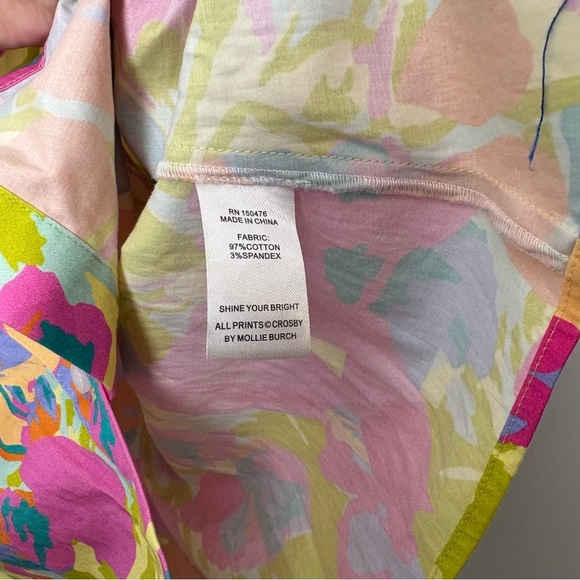 RN 150476
MADE IN CHINA
FABRIC:
97%COTTON
3%SPANDEX
SHINE YOUR BRIGHT
ALL PRINTS©CROSBY
BY MOLLIE BURCH